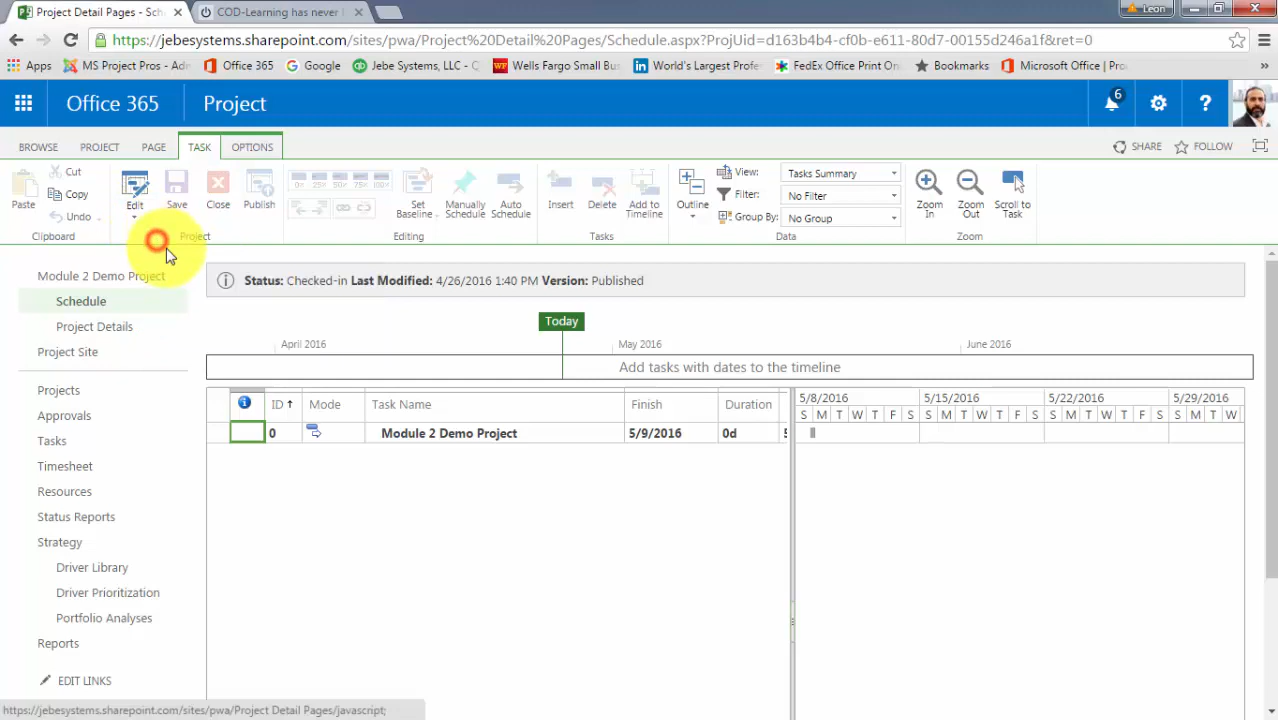 Project Detail Pages - Sch
COD-Learning has never
Leon
https://jebesystems.sharepoint.com/sites/pwa/Project%20Detail%20Pages/Schedule.aspx?ProjUid=d163b4b4-cf0b-e611-80d7-00155d246a1f&ret=0
Apps MS Project Pros - Adm Office 365 Google Jebe Systems, LLC - Q Wells Fargo Small Bus World's Largest Profe FedEx Office Print On Bookmarks Microsoft Office | Pro »
Office 365 Project 6 ?
BROWSE PROJECT PAGE TASK OPTIONS SHARE FOLLOW
Paste Cut Copy Undo
Clipboard
Edit Save Close Publish
Project
0% 25% 50% 75% 100%
Set Baseline Manually Schedule Auto Schedule
Editing
Insert Delete Add to Timeline
Tasks
Outline View: Tasks Summary
Filter: No Filter
Group By: No Group
Data
Zoom In Zoom Out Scroll to Task
Zoom
Module 2 Demo Project
Schedule
Project Details
Project Site
Projects
Approvals
Tasks
Timesheet
Resources
Status Reports
Strategy
Driver Library
Driver Prioritization
Portfolio Analyses
Reports
EDIT LINKS
Status: Checked-in Last Modified: 4/26/2016 1:40 PM Version: Published
Today
April 2016 May 2016 June 2016
Add tasks with dates to the timeline
ID Mode Task Name Finish Duration
0 Module 2 Demo Project 5/9/2016 0d 5
5/8/2016 5/15/2016 5/22/2016 5/29/2016
S M T W T F S S M T W T F S S M T W T F S S M T W
https://jebesystems.sharepoint.com/sites/pwa/Project Detail Pages/javascript;